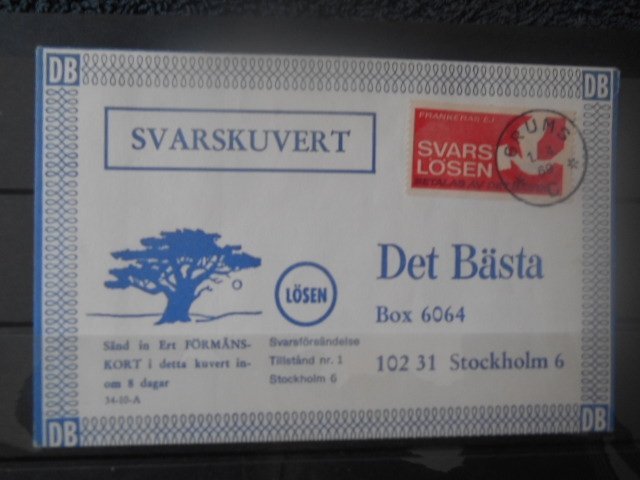 DB
DB
SVARSKUVERT
FRANKERAS EJ
SVARS
LÖSEN
BETALAS AV
GRUMS
69
Det Bästa
LÖSEN
Box 6064
Sänd in Ert FÖRMÅNS-
KORT i detta kuvert in-
om 8 dagar
34-10-A
Svarsförsändelse
Tillstånd nr. 1
Stockholm 6
102 31 Stockholm 6
DB
DB